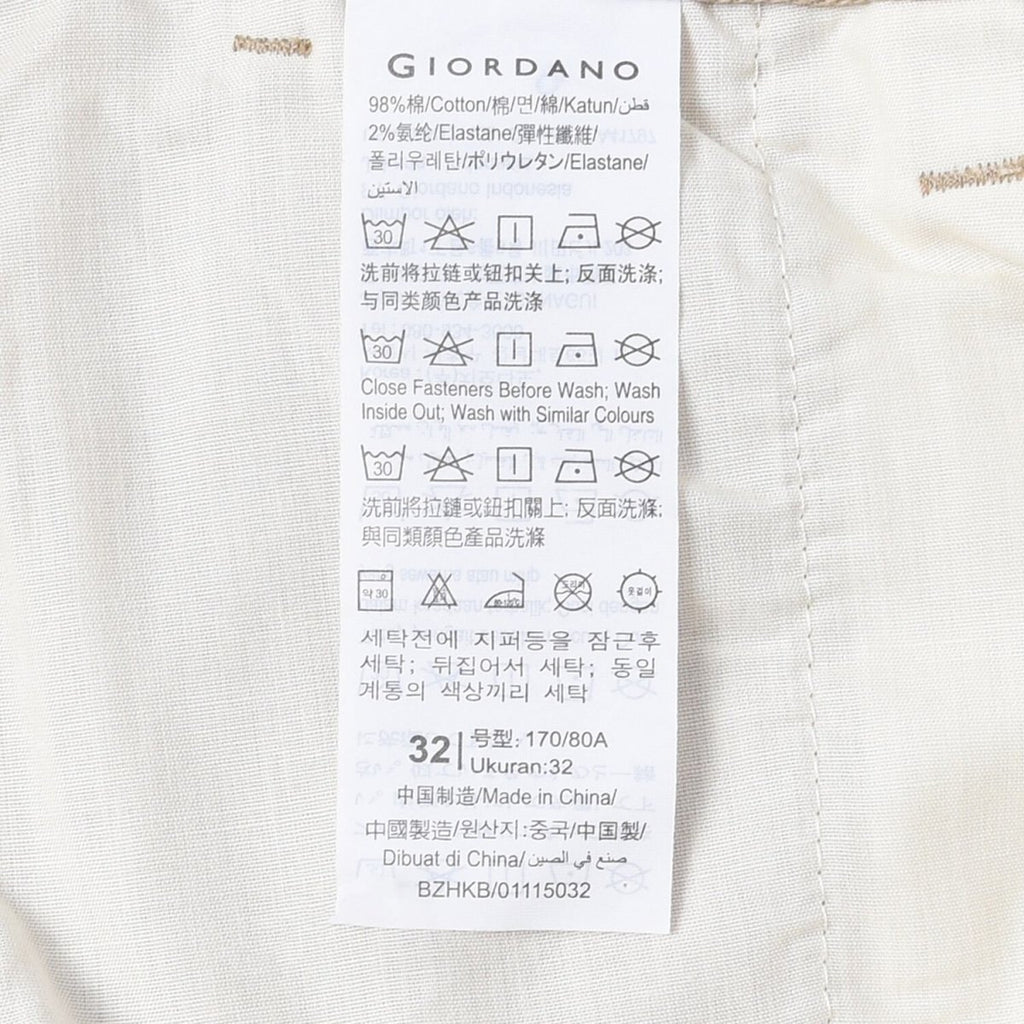 GIORDANO
98%棉/Cotton/棉/면/綿/Katun/قطن
2%氨纶/Elastane/彈性纖維/
폴리우레탄/ポリウレタン/Elastane/
الاستين
30
洗前将拉链或钮扣关上; 反面洗涤;
与同类颜色产品洗涤
30
Close Fasteners Before Wash; Wash
Inside Out; Wash with Similar Colours
30
洗前將拉鏈或鈕扣關上; 反面洗滌;
與同類顏色產品洗滌
약 30 드라이 옷걸이
세탁전에 지퍼등을 잠근후
세탁; 뒤집어서 세탁; 동일
계통의 색상끼리 세탁
32 号型: 170/80A
Ukuran:32
中国制造/Made in China/
中國製造/원산지:중국/中国製/
Dibuat di China/صنع في الصين
BZHKB/01115032